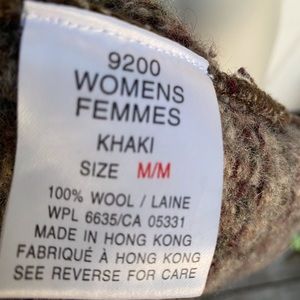 9200
WOMENS
FEMMES
KHAKI
SIZE M/M
100% WOOL / LAINE
WPL 6635/CA 05331
MADE IN HONG KONG
FABRIQUÉ À HONG KONG
SEE REVERSE FOR CARE